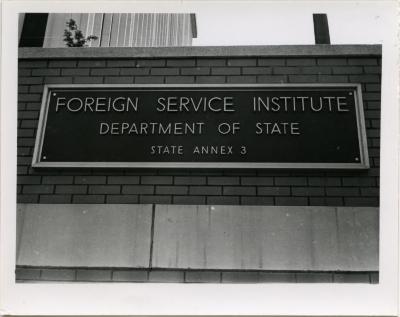 FOREIGN SERVICE INSTITUTE
DEPARTMENT OF STATE
STATE ANNEX 3